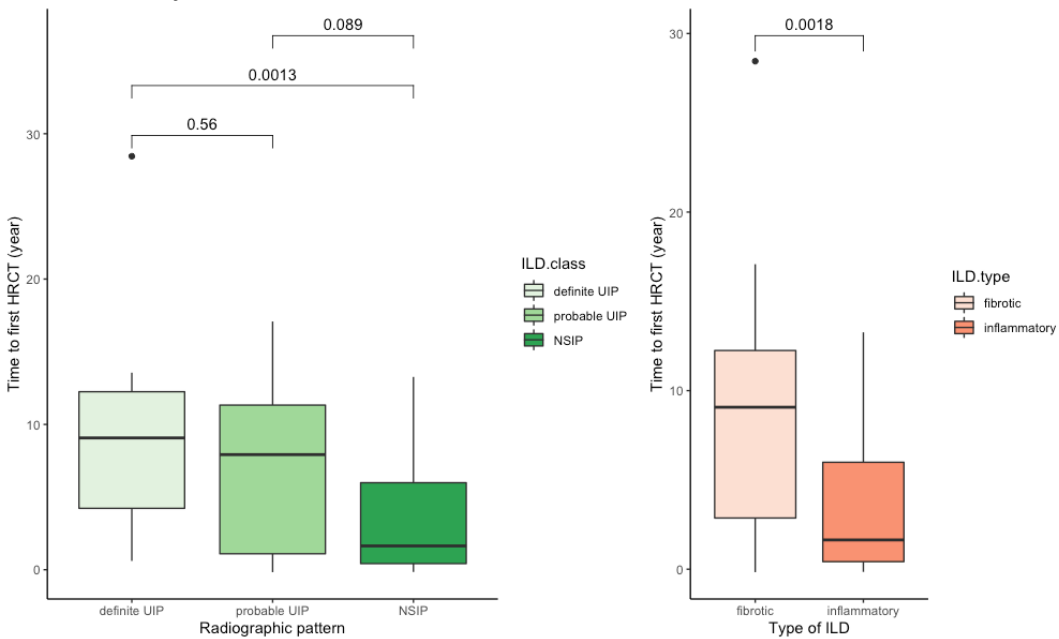 0.089
0.0013
0.56
30
20
10
0
Time to first HRCT (year)
definite UIP
probable UIP
NSIP
Radiographic pattern
ILD.class
definite UIP
probable UIP
NSIP
0.0018
30
20
10
0
Time to first HRCT (year)
fibrotic
inflammatory
Type of ILD
ILD.type
fibrotic
inflammatory